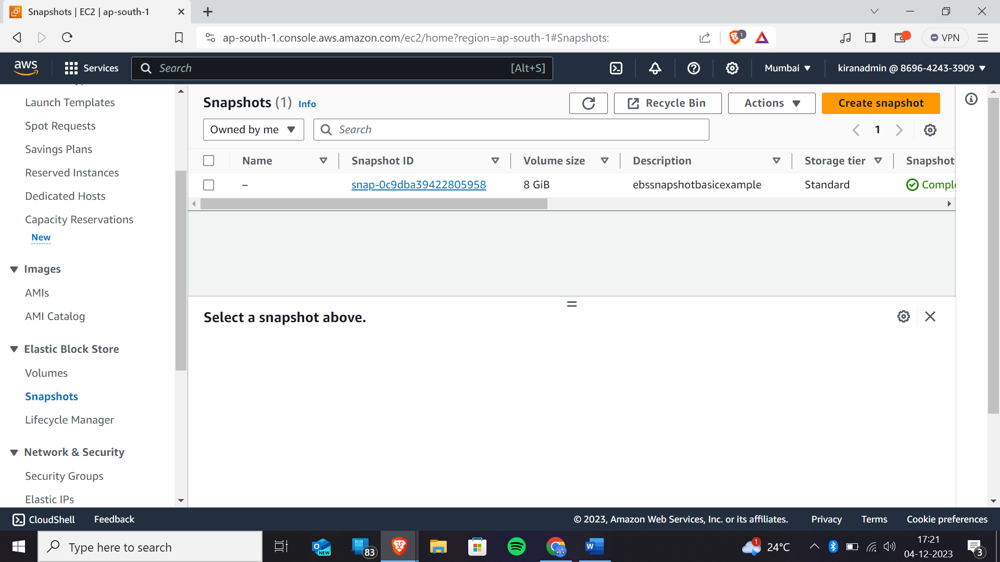 Snapshots | EC2 | ap-south-1
ap-south-1.console.aws.amazon.com/ec2/home?region=ap-south-1#Snapshots:
1
VPN
aws
Services
Search
[Alt+S]
Mumbai
kiranadmin @ 8696-4243-3909
Launch Templates
Spot Requests
Savings Plans
Reserved Instances
Dedicated Hosts
Capacity Reservations
New
Images
AMIs
AMI Catalog
Elastic Block Store
Volumes
Snapshots
Lifecycle Manager
Network & Security
Security Groups
Elastic IPs
Snapshots (1) Info
Recycle Bin
Actions
Create snapshot
Owned by me
Search
1
Name Snapshot ID Volume size Description Storage tier Snapshot
– snap-0c9dba39422805958 8 GiB ebssnapshotbasicexample Standard Comple
Select a snapshot above.
CloudShell Feedback © 2023, Amazon Web Services, Inc. or its affiliates. Privacy Terms Cookie preferences
Type here to search
NEW
83
W
1
24°C
17:21
04-12-2023
3